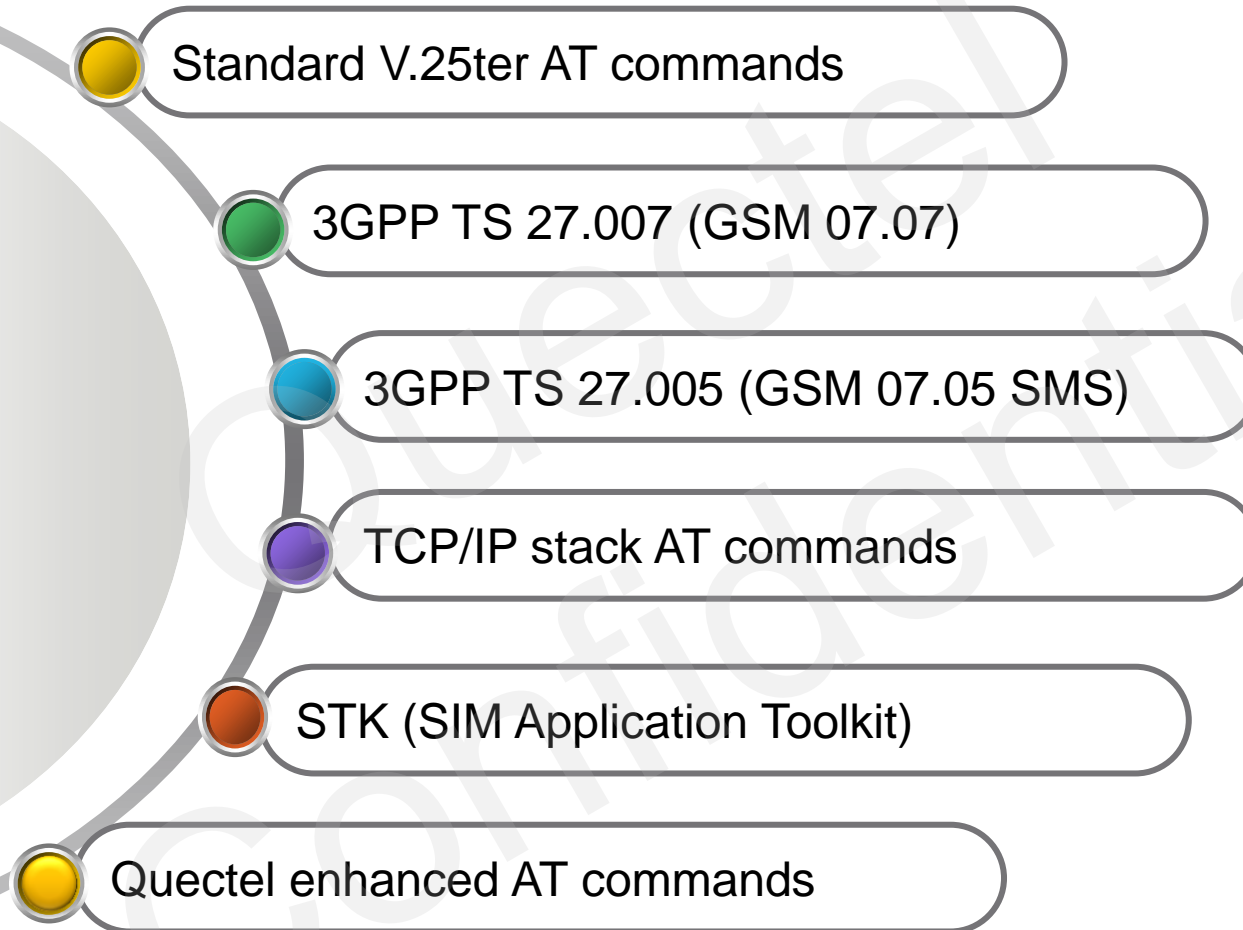 Standard V.25ter AT commands
3GPP TS 27.007 (GSM 07.07)
3GPP TS 27.005 (GSM 07.05 SMS)
TCP/IP stack AT commands
STK (SIM Application Toolkit)
Quectel enhanced AT commands
Quectel
Confidentia